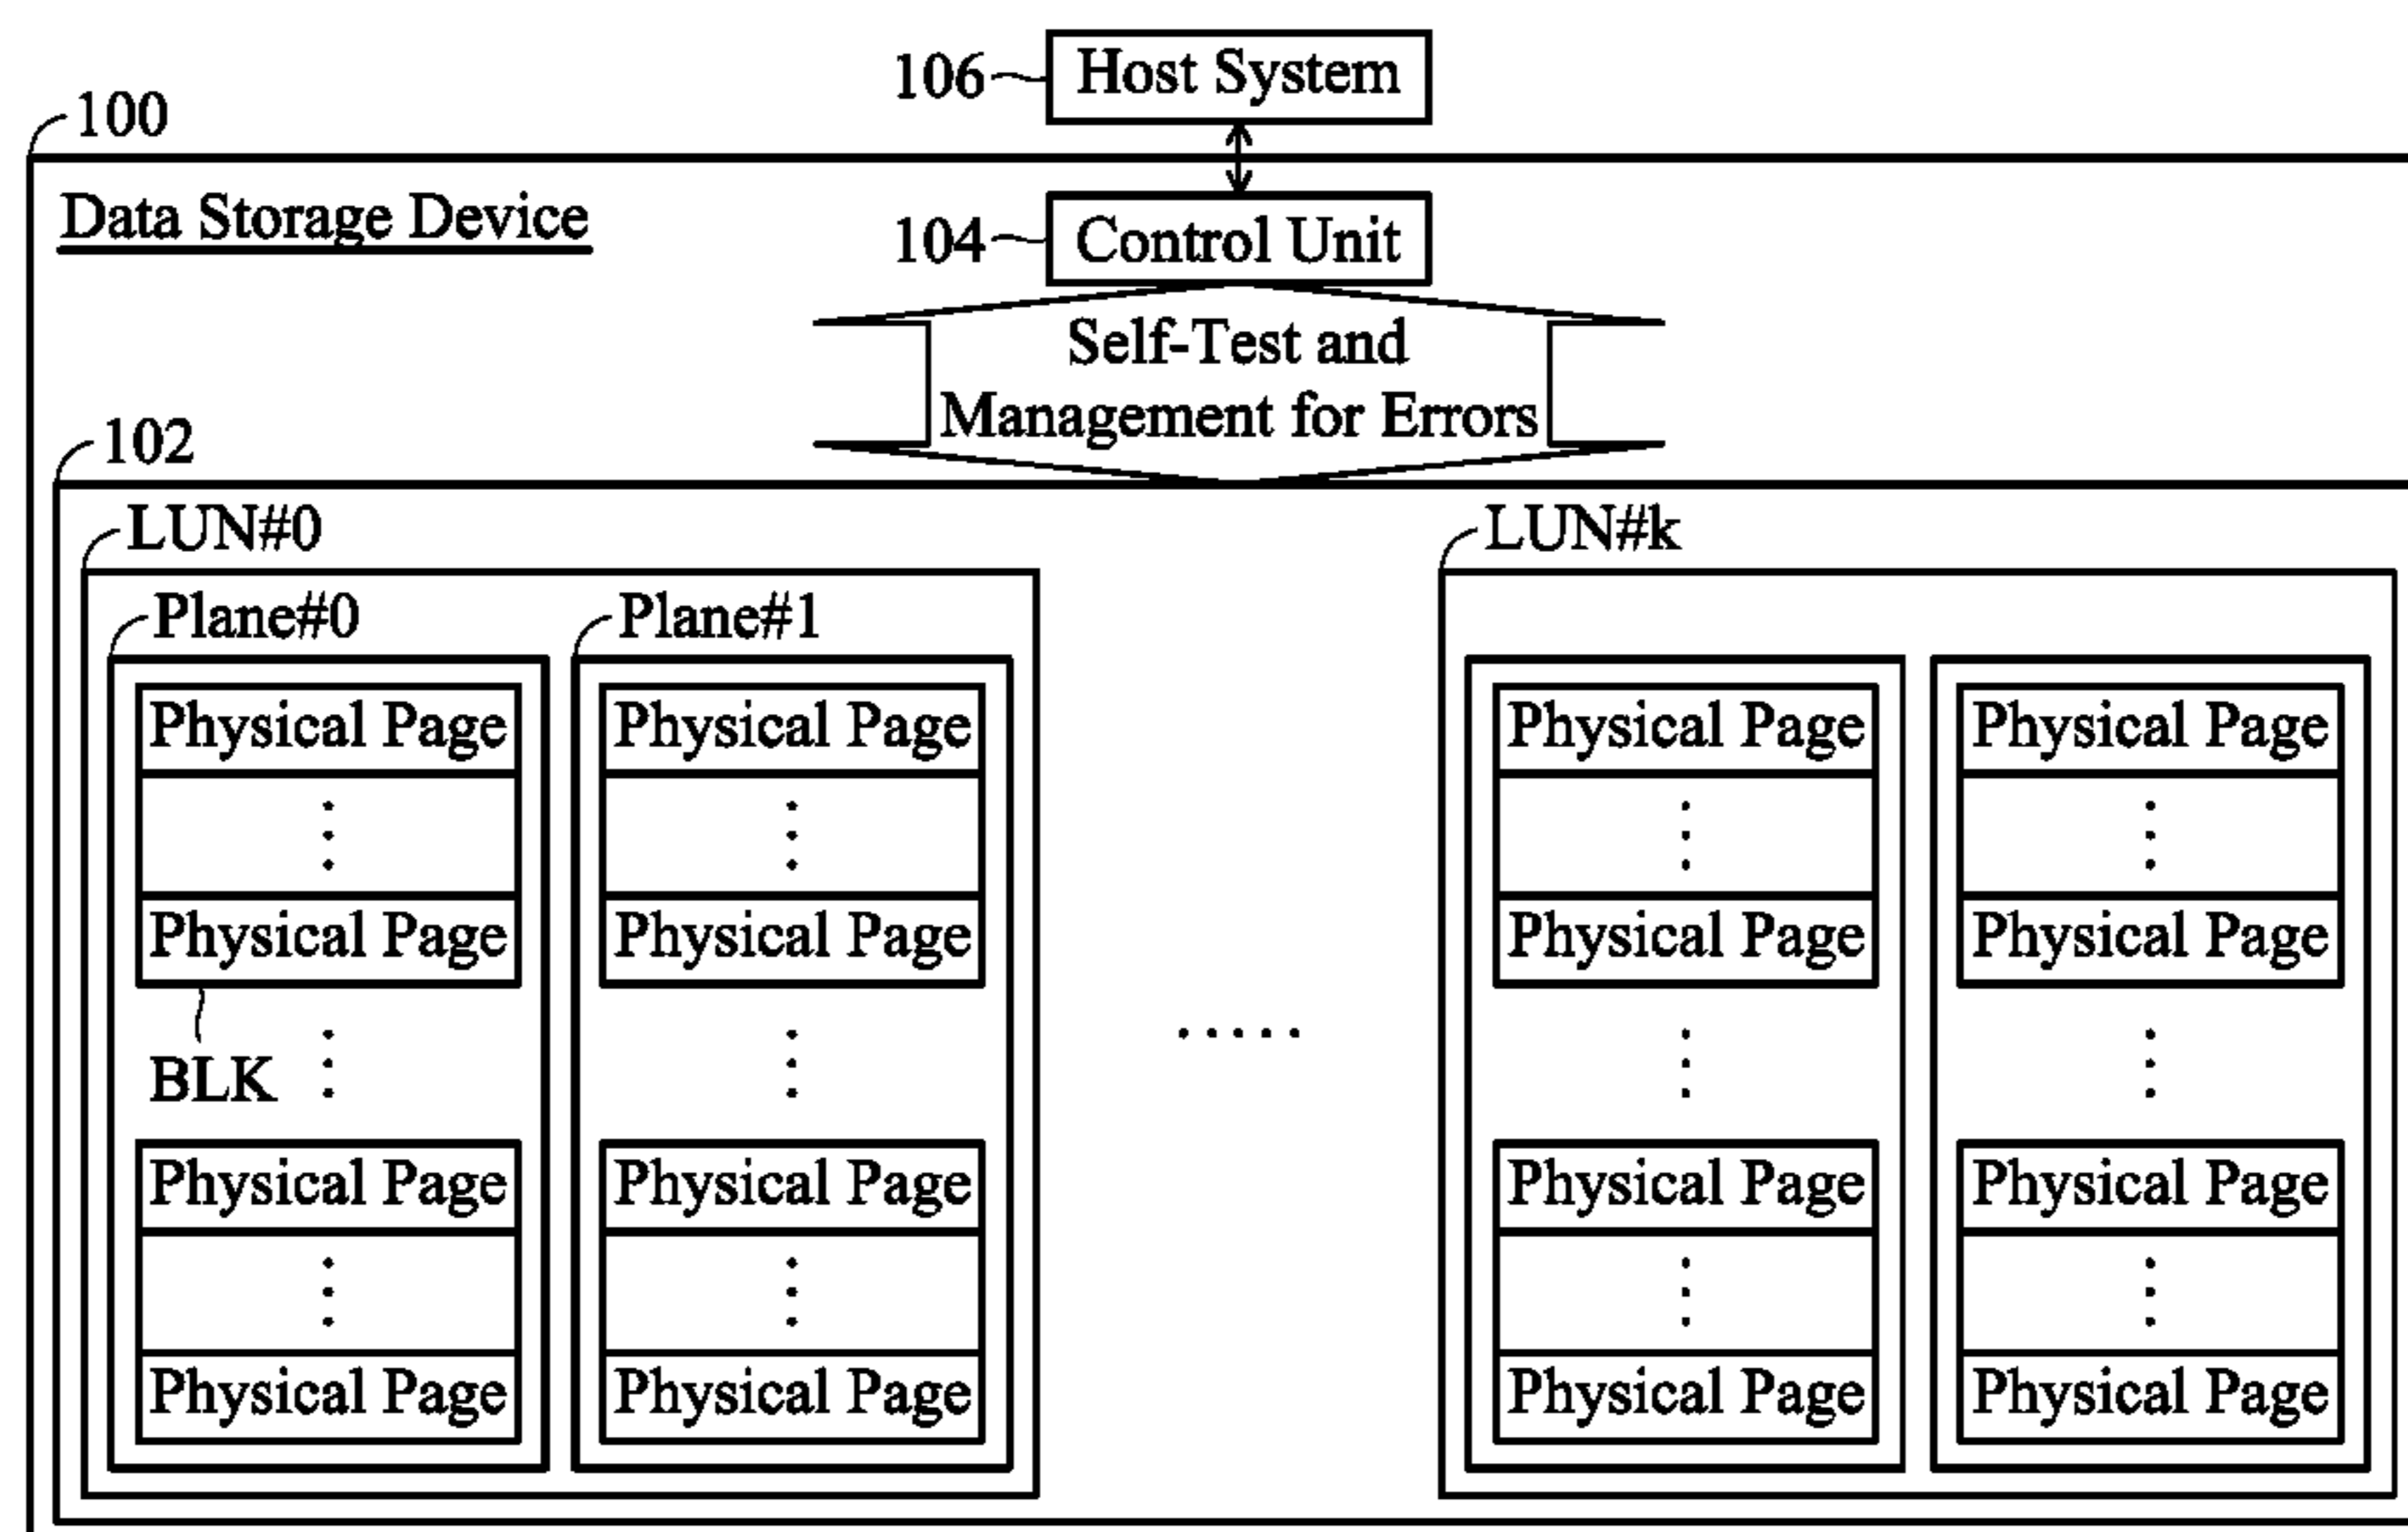 106
Host System
100
Data Storage Device
104
Control Unit
Self-Test and
Management for Errors
102
LUN#0
LUN#k
Plane#0
Plane#1
Physical Page
Physical Page
Physical Page
Physical Page
Physical Page
Physical Page
Physical Page
Physical Page
BLK
Physical Page
Physical Page
Physical Page
Physical Page
Physical Page
Physical Page
Physical Page
Physical Page